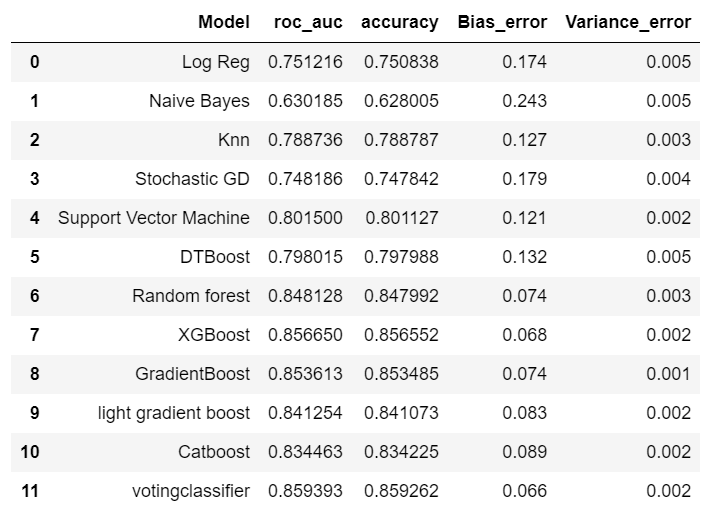 Model roc_auc accuracy Bias_error Variance_error
0 Log Reg 0.751216 0.750838 0.174 0.005
1 Naive Bayes 0.630185 0.628005 0.243 0.005
2 Knn 0.788736 0.788787 0.127 0.003
3 Stochastic GD 0.748186 0.747842 0.179 0.004
4 Support Vector Machine 0.801500 0.801127 0.121 0.002
5 DTBoost 0.798015 0.797988 0.132 0.005
6 Random forest 0.848128 0.847992 0.074 0.003
7 XGBoost 0.856650 0.856552 0.068 0.002
8 GradientBoost 0.853613 0.853485 0.074 0.001
9 light gradient boost 0.841254 0.841073 0.083 0.002
10 Catboost 0.834463 0.834225 0.089 0.002
11 votingclassifier 0.859393 0.859262 0.066 0.002